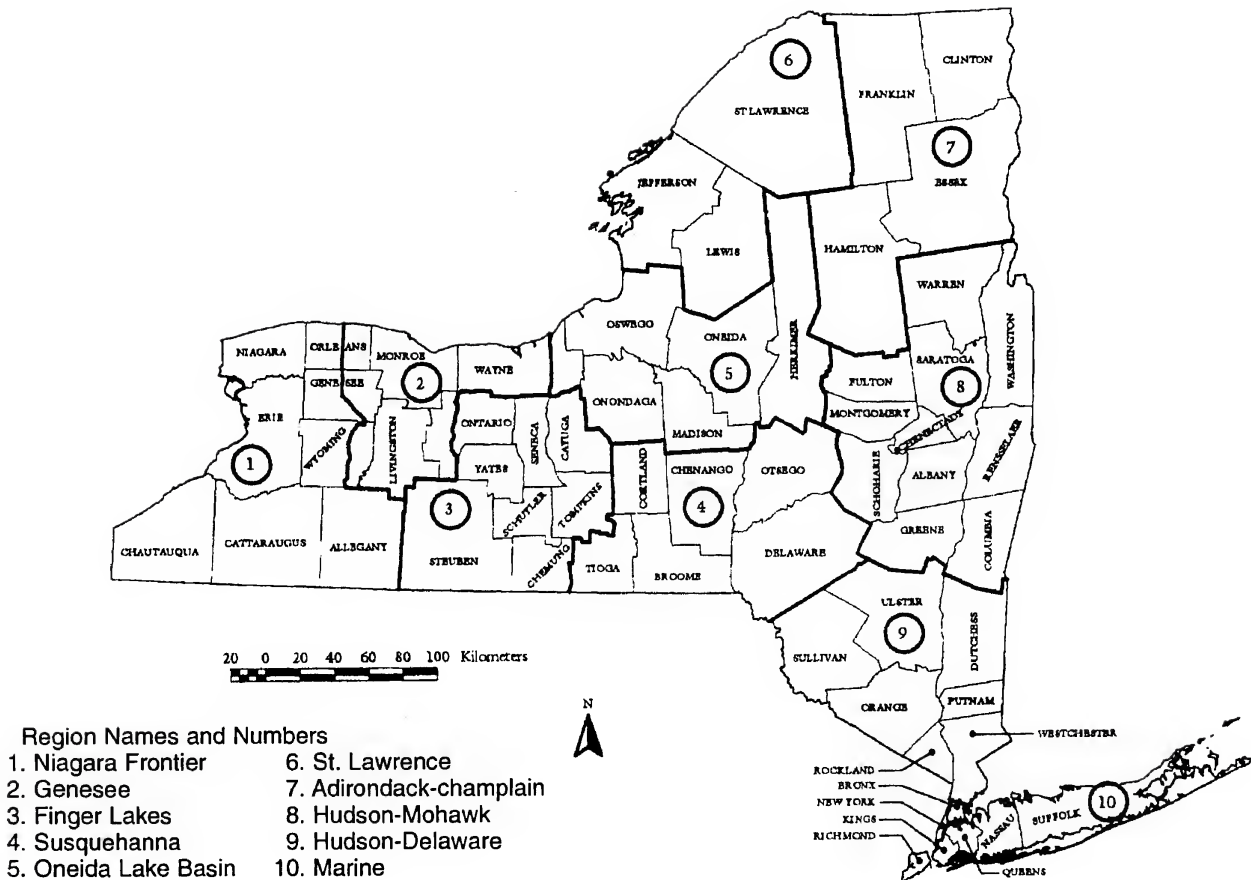 6
CLINTON
FRANKLIN
ST LAWRENCE
7
ESSEX
JEFFERSON
LEWIS
HAMILTON
WARREN
OSWEGO
ONEIDA
HERKIMER
WASHINGTON
NIAGARA
ORLEANS
MONROE
WAYNE
SARATOGA
2
5
8
GENESEE
FULTON
ERIE
ONONDAGA
MONTGOMERY
ONTARIO
SENECA
CAYUGA
MADISON
SCHENECTADY
WYOMING
LIVINGSTON
1
YATES
CORTLAND
CHENANGO
OTSEGO
SCHOHARIE
ALBANY
RENSSELAER
3
SCHUYLER
TOMPKINS
4
GREENE
COLUMBIA
CHAUTAUQUA
CATTARAUGUS
ALLEGANY
STEUBEN
CHEMUNG
TIOGA
BROOME
DELAWARE
ULSTER
9
SULLIVAN
DUTCHESS
20 0 20 40 60 80 100 Kilometers
ORANGE
PUTNAM
N
WESTCHESTER
ROCKLAND
BRONX
NEW YORK
KINGS
RICHMOND
NASSAU
SUFFOLK
10
QUEENS
Region Names and Numbers
1. Niagara Frontier
2. Genesee
3. Finger Lakes
4. Susquehanna
5. Oneida Lake Basin
6. St. Lawrence
7. Adirondack-champlain
8. Hudson-Mohawk
9. Hudson-Delaware
10. Marine